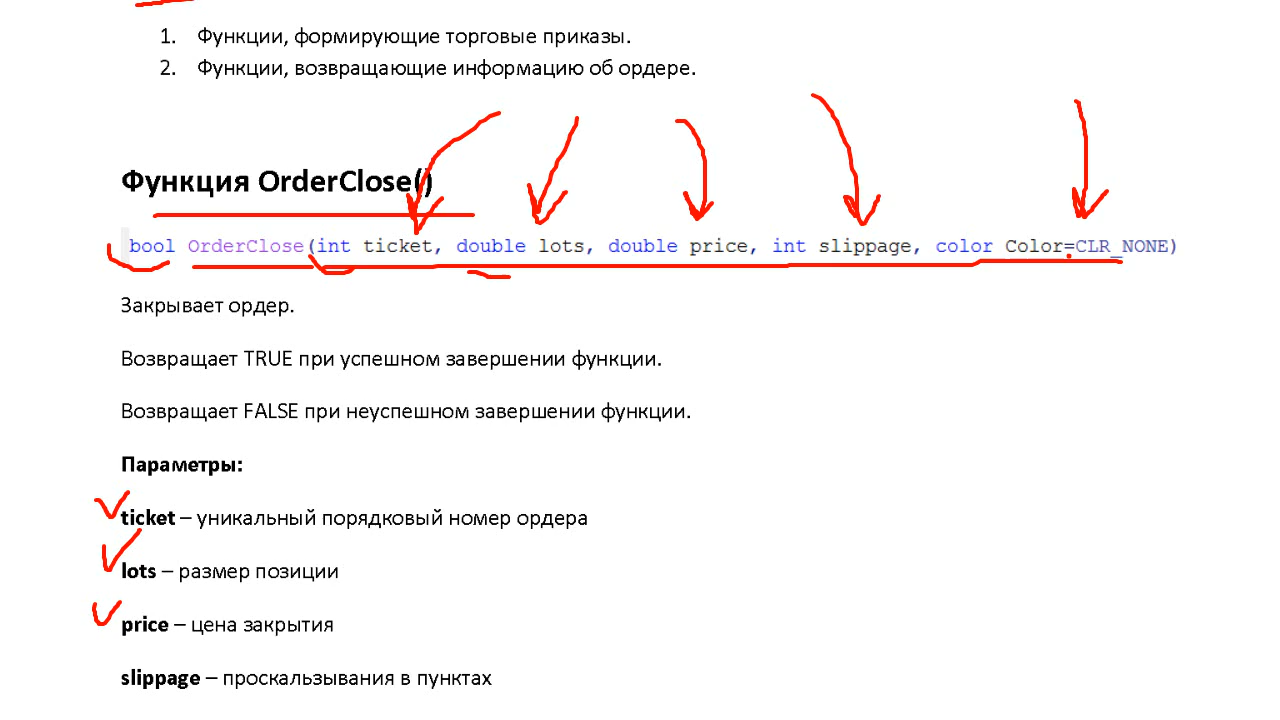 1. Функции, формирующие торговые приказы.
2. Функции, возвращающие информацию об ордере.
Функция OrderClose()
bool OrderClose(int ticket, double lots, double price, int slippage, color Color=CLR_NONE)
Закрывает ордер.
Возвращает TRUE при успешном завершении функции.
Возвращает FALSE при неуспешном завершении функции.
Параметры:
ticket – уникальный порядковый номер ордера
lots – размер позиции
price – цена закрытия
slippage – проскальзывания в пунктах